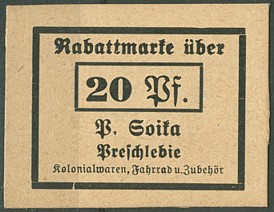 Rabattmarke über
20 Pf.
P. Soika
Preschlebie
Kolonialwaren, Fahrrad u. Zubehör